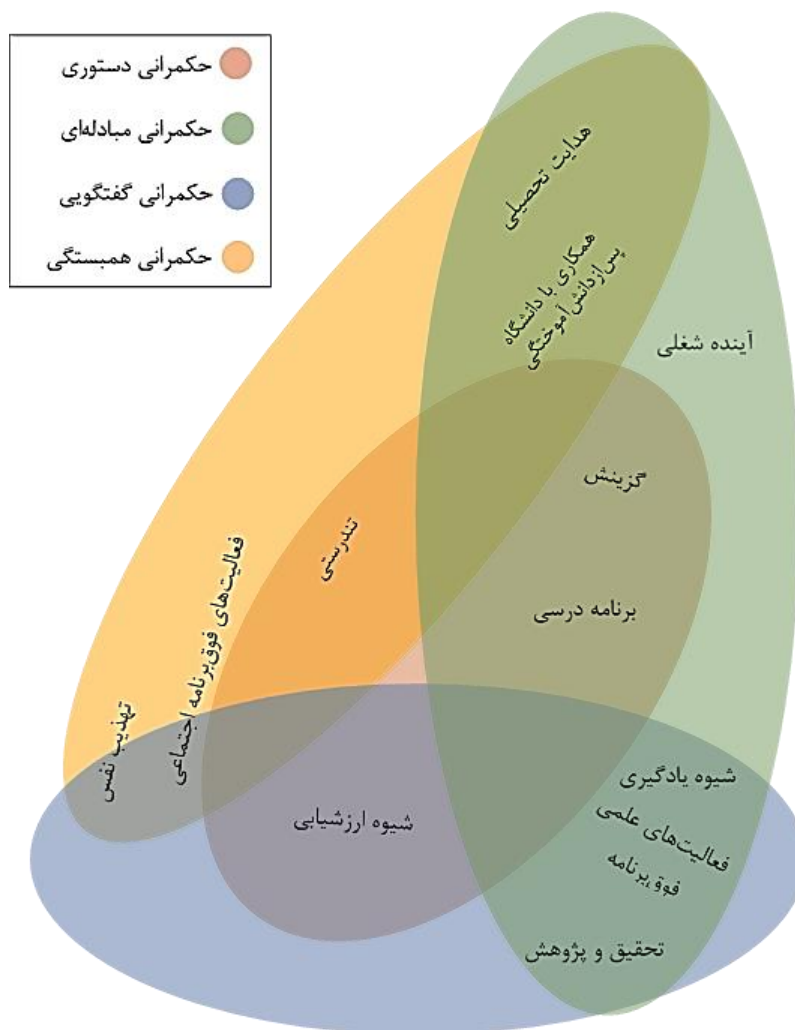 حکمرانی دستوری
حکمرانی مبادله‌ای
حکمرانی گفتگویی
حکمرانی همبستگی
هدایت تحصیلی
همکاری با دانشگاه
پس‌ازدانش‌آموختگی
آینده شغلی
گزینش
تندرستی
برنامه درسی
فعالیت‌های فوق‌برنامه اجتماعی
تهذیب نفس
شیوه یادگیری
شیوه ارزشیابی
فعالیت‌های علمی
فوق‌برنامه
تحقیق و پژوهش